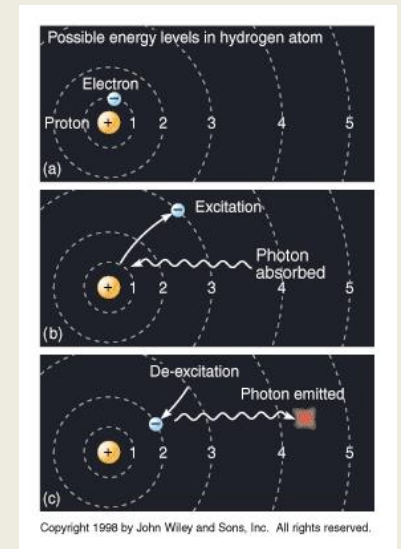 Possible energy levels in hydrogen atom
Electron
−
Proton + 1 2 3 4 5
(a)
− Excitation
Photon
absorbed
+ 1 2 3 4 5
(b)
De-excitation
Photon emitted
−
+ 1 2 3 4 5
(c)
Copyright 1998 by John Wiley and Sons, Inc. All rights reserved.